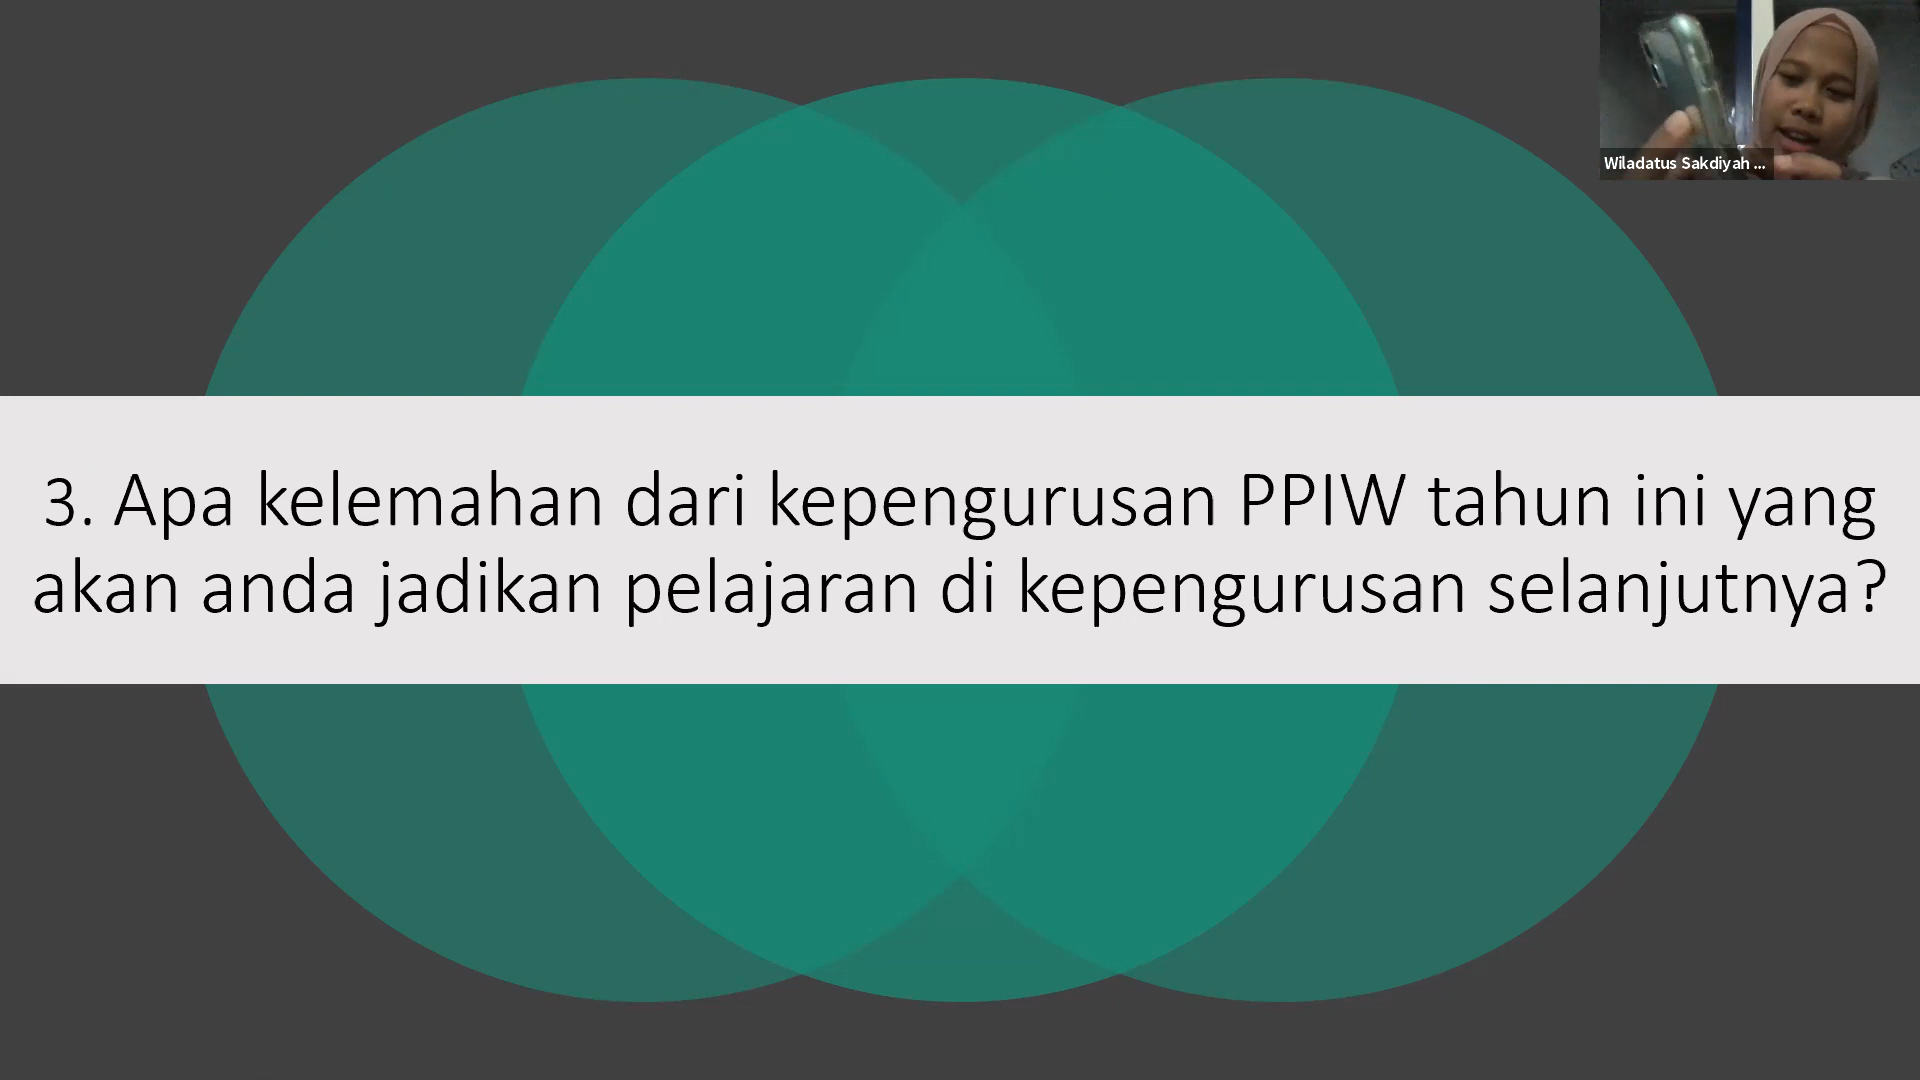 Wiladatus Sakdiyah ...
3. Apa kelemahan dari kepengurusan PPIW tahun ini yang
akan anda jadikan pelajaran di kepengurusan selanjutnya?